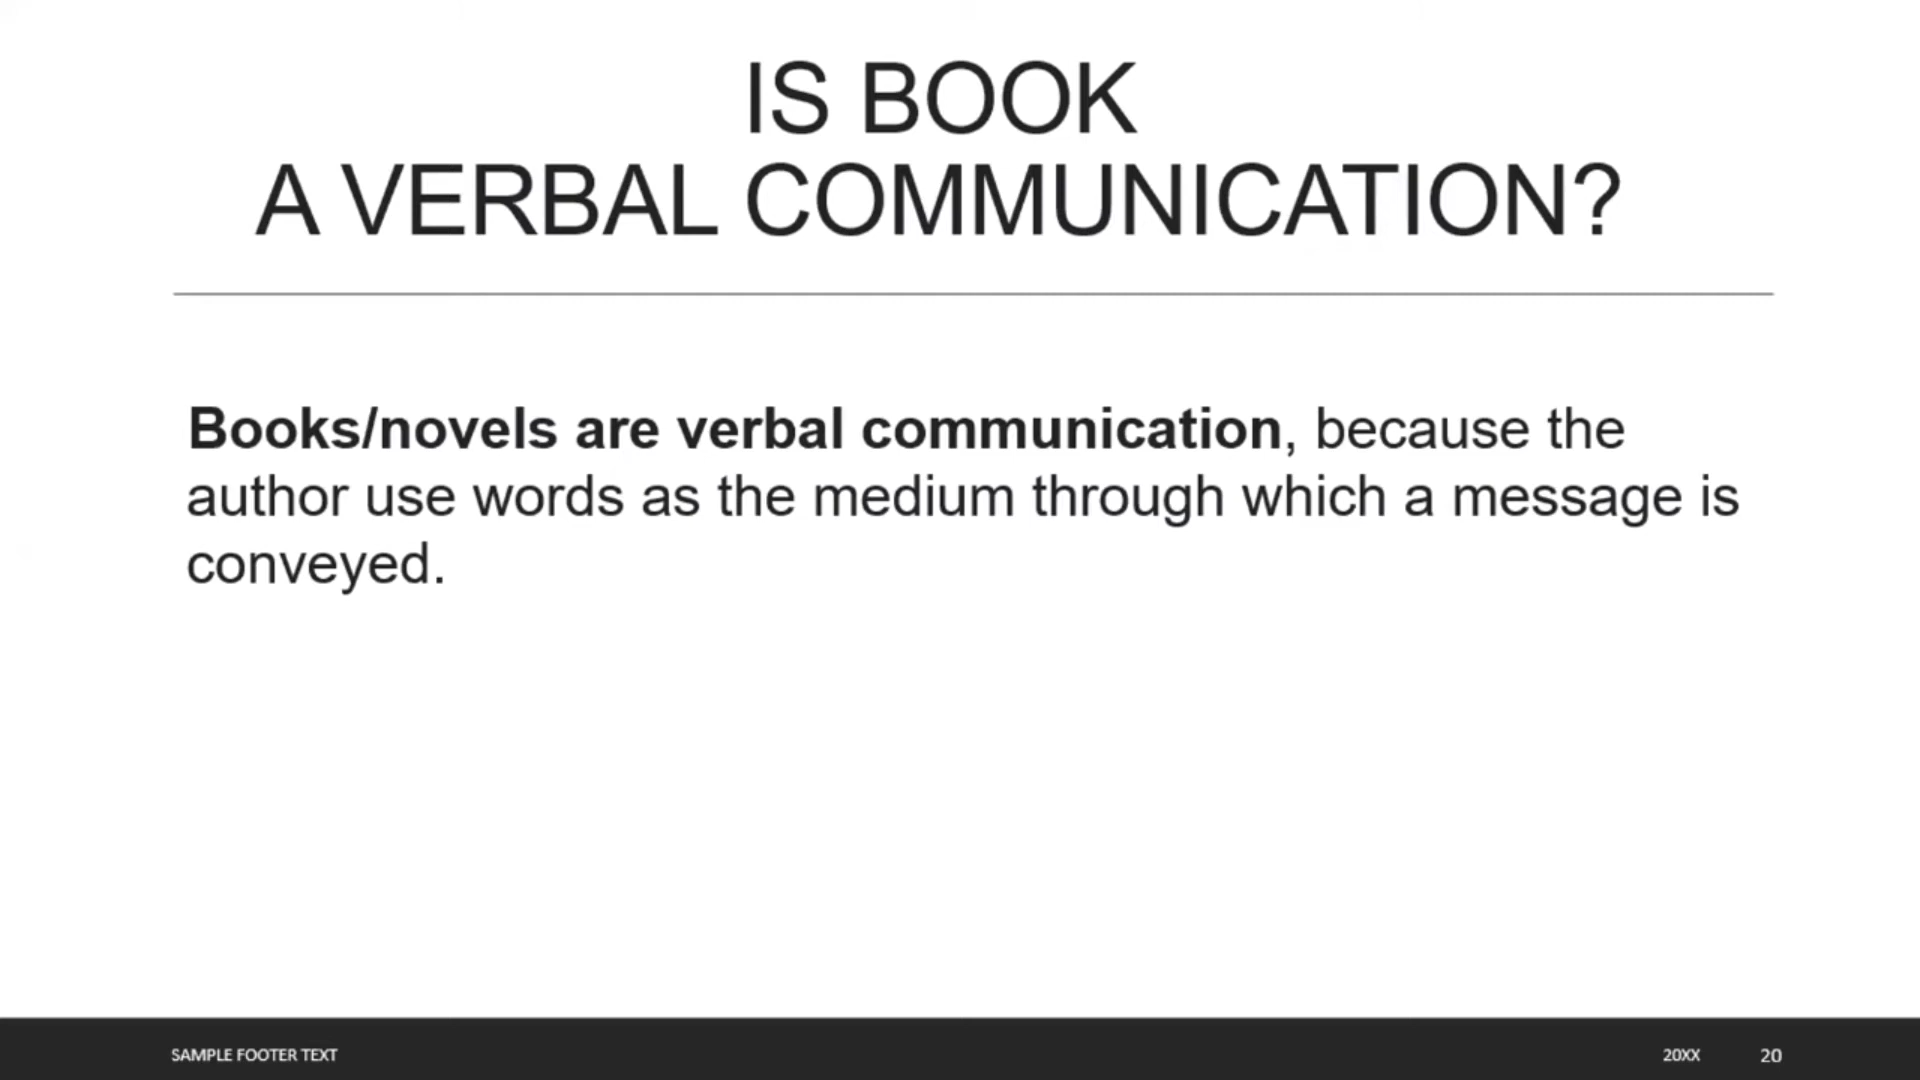 IS BOOK
A VERBAL COMMUNICATION?
Books/novels are verbal communication, because the
author use words as the medium through which a message is
conveyed.
SAMPLE FOOTER TEXT
20XX
20